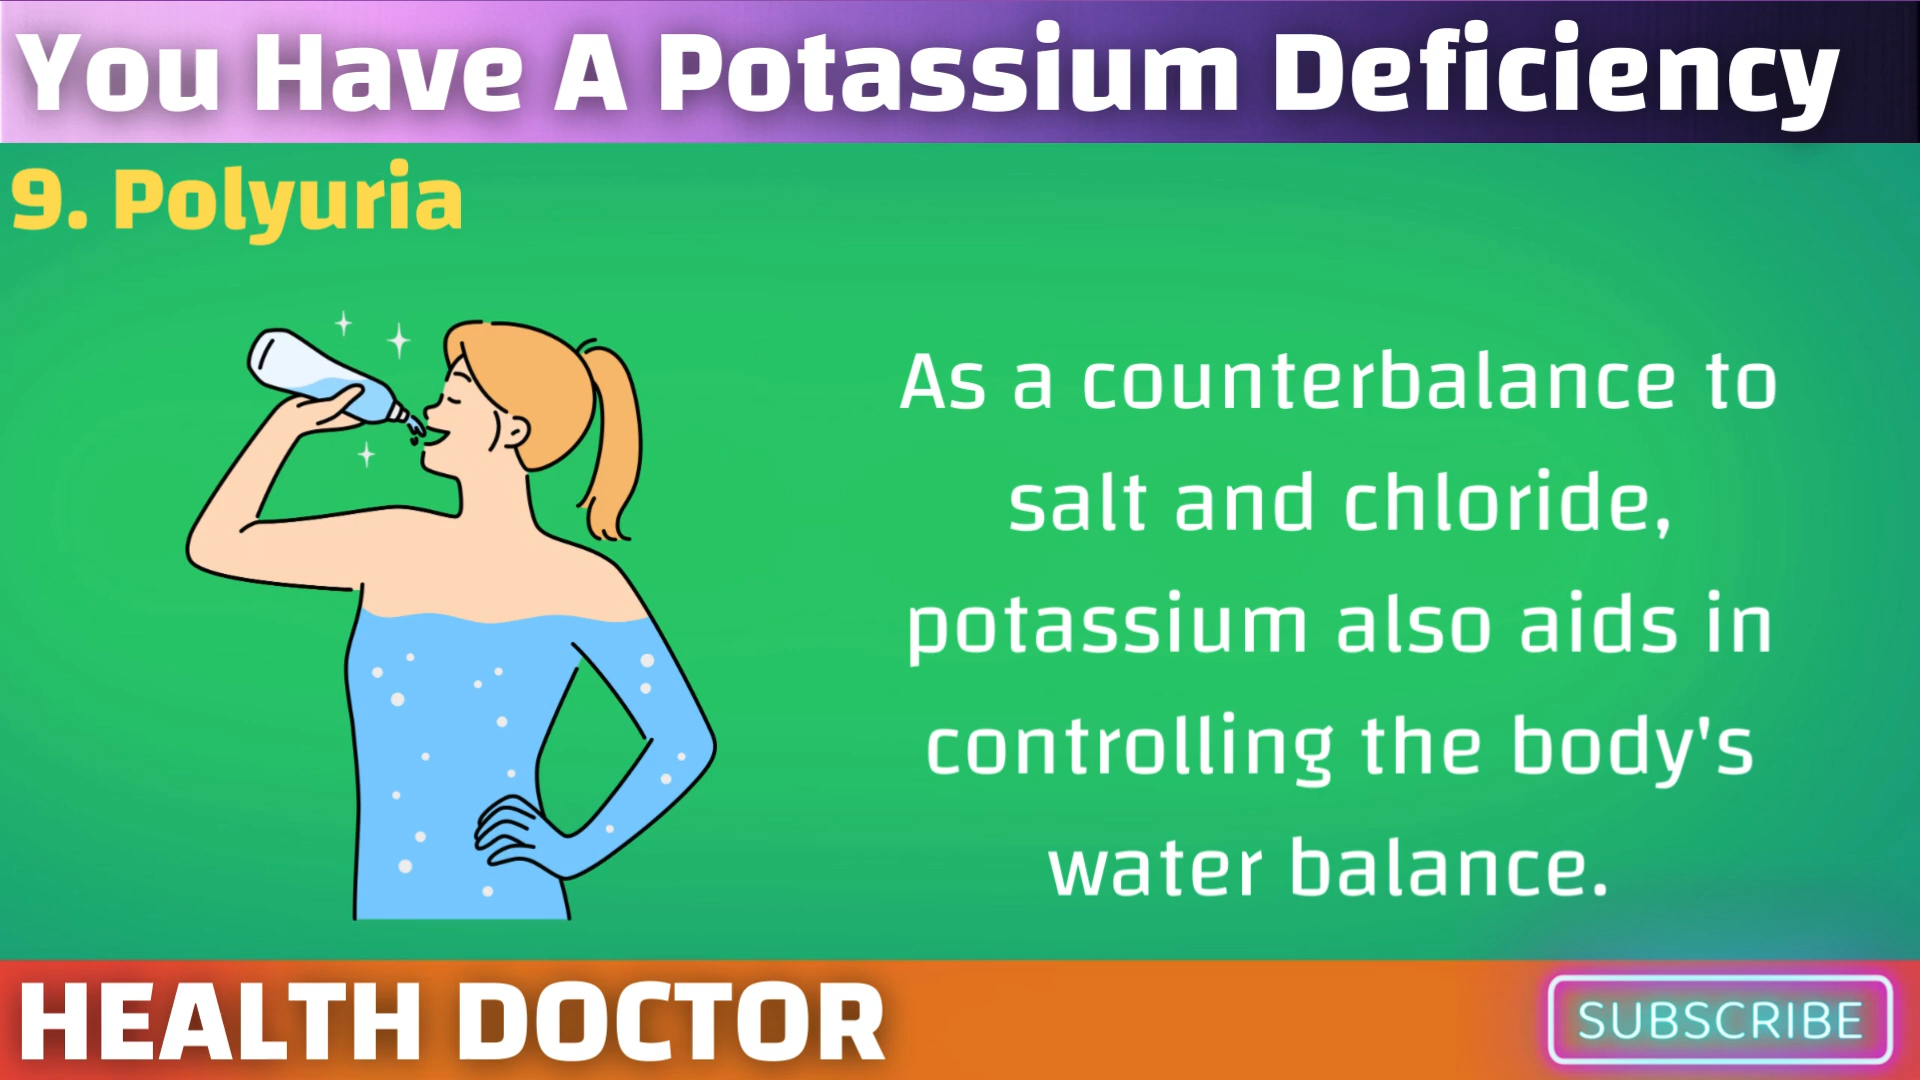 You Have A Potassium Deficiency
9. Polyuria
As a counterbalance to
salt and chloride,
potassium also aids in
controlling the body's
water balance.
HEALTH DOCTOR
SUBSCRIBE